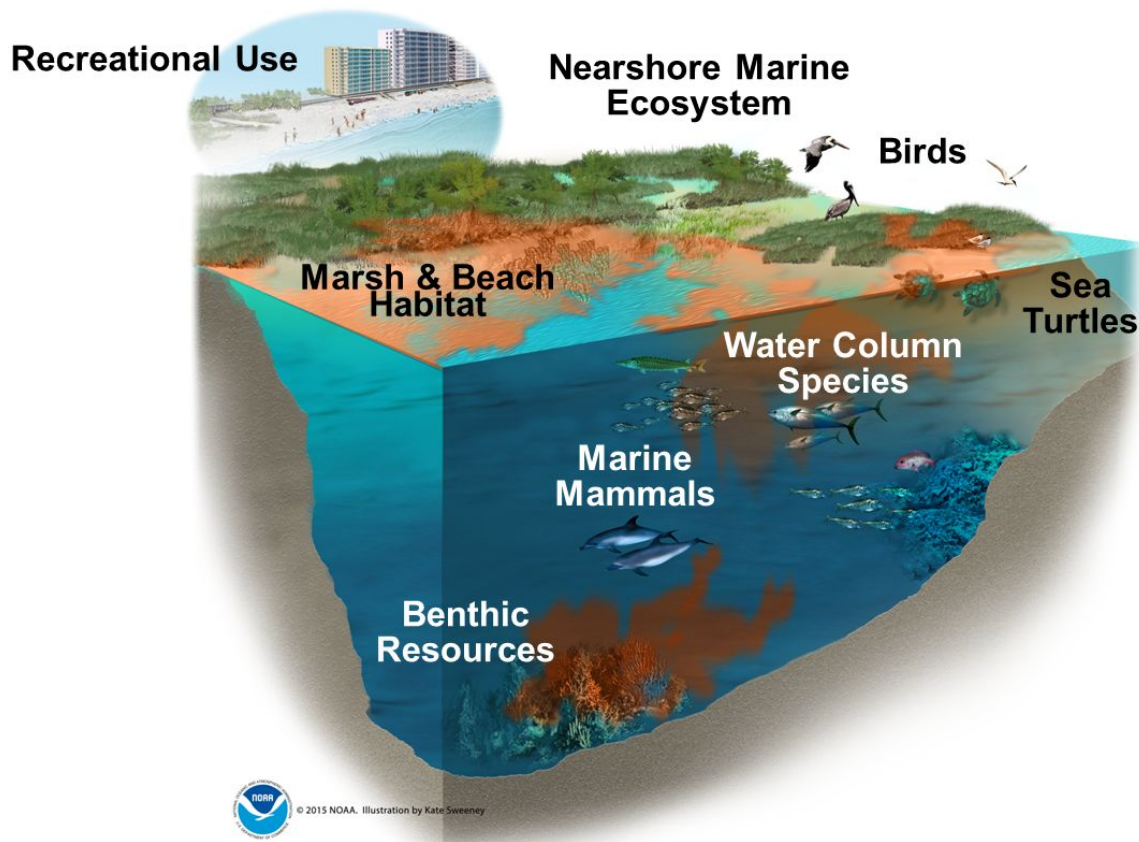 Recreational Use
Nearshore Marine
Ecosystem
Birds
Marsh & Beach
Habitat
Sea
Turtles
Water Column
Species
Marine
Mammals
Benthic
Resources
NOAA
© 2015 NOAA. Illustration by Kate Sweeney